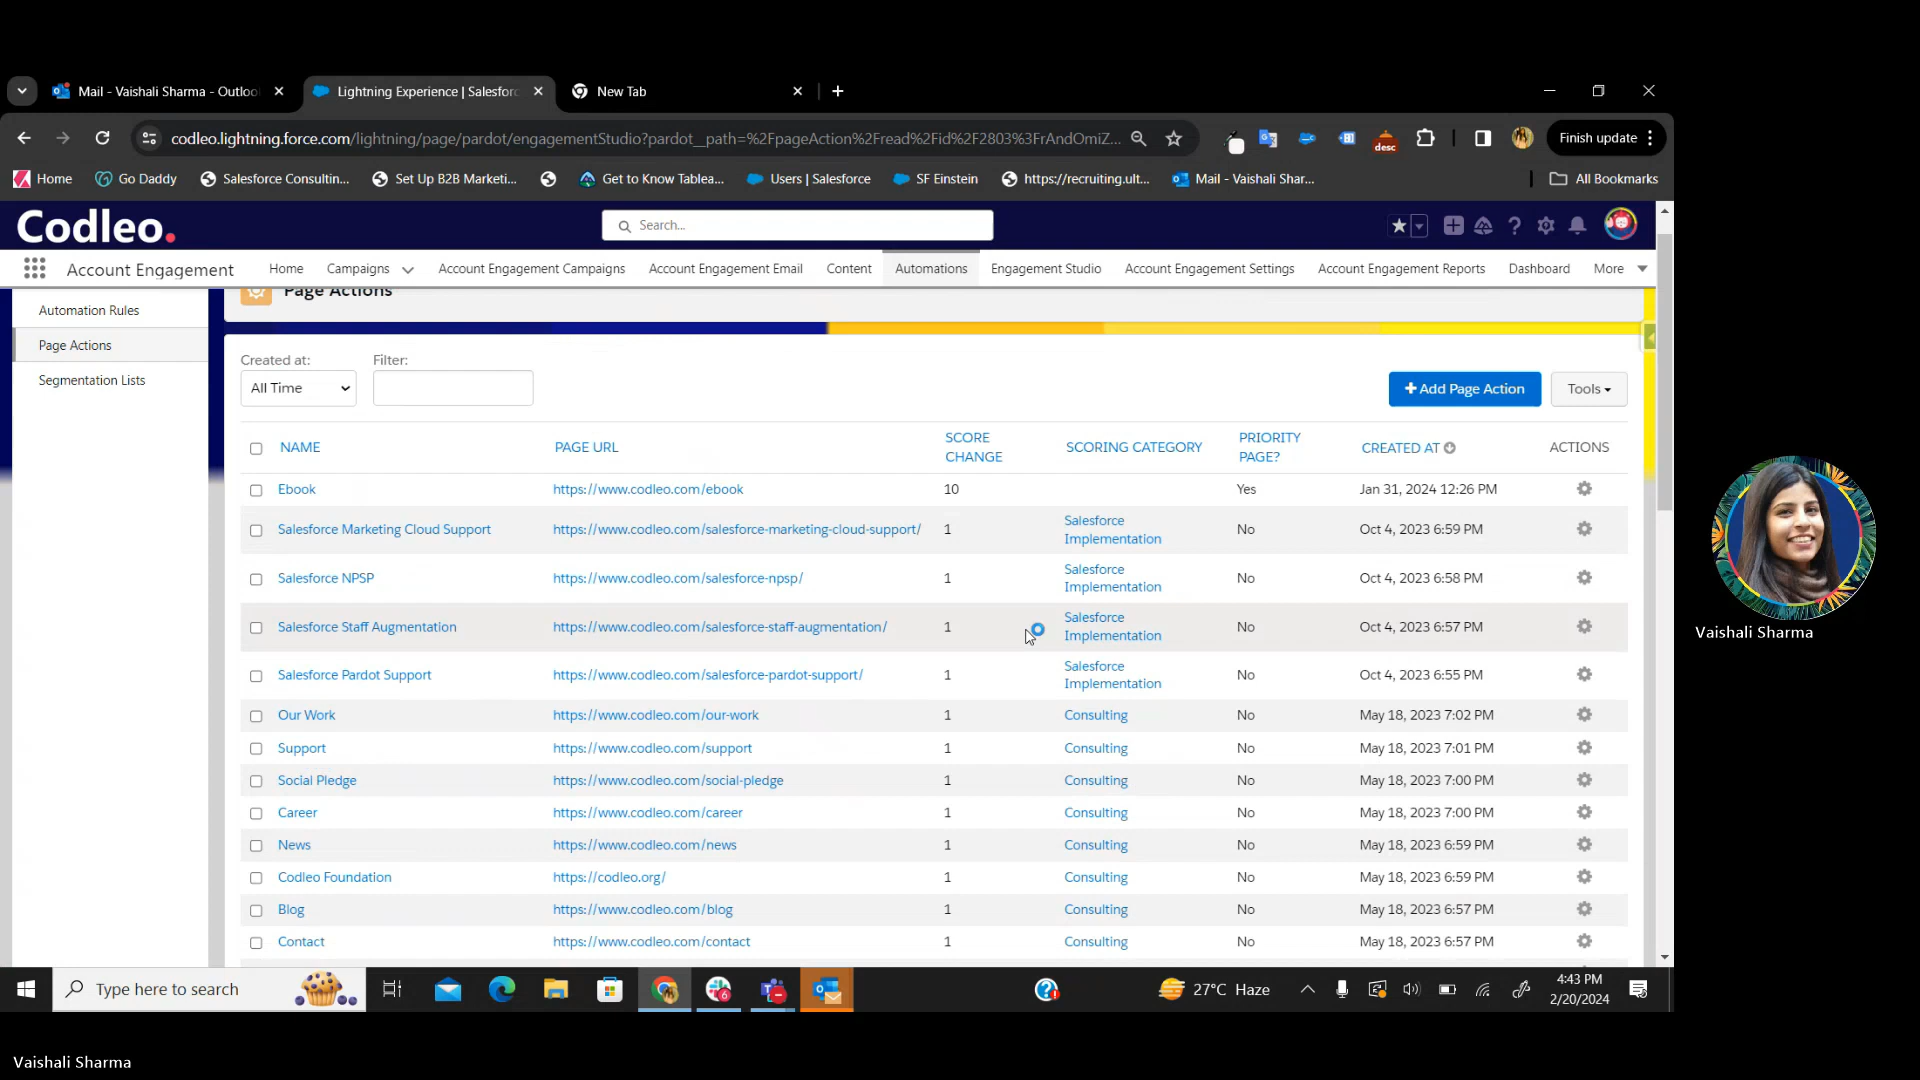 Mail - Vaishali Sharma - Outloo
Lightning Experience | Salesforc
New Tab
codleo.lightning.force.com/lightning/page/pardot/engagementStudio?pardot__path=%2FpageAction%2Fread%2Fid%2F2803%3FrAndOmiZ...
desc
Finish update
Home
Go Daddy
Salesforce Consultin...
Set Up B2B Marketi...
Get to Know Tablea...
Users | Salesforce
SF Einstein
https://recruiting.ult...
Mail - Vaishali Shar...
All Bookmarks
Codleo.
Search...
Account Engagement
Home
Campaigns
Account Engagement Campaigns
Account Engagement Email
Content
Automations
Engagement Studio
Account Engagement Settings
Account Engagement Reports
Dashboard
More
Automation Rules
Page Actions
Segmentation Lists
Page Actions
Created at:
Filter:
All Time
+ Add Page Action
Tools
NAME PAGE URL SCORE CHANGE SCORING CATEGORY PRIORITY PAGE? CREATED AT ACTIONS
Ebook https://www.codleo.com/ebook 10 Yes Jan 31, 2024 12:26 PM
Salesforce Marketing Cloud Support https://www.codleo.com/salesforce-marketing-cloud-support/ 1 Salesforce Implementation No Oct 4, 2023 6:59 PM
Salesforce NPSP https://www.codleo.com/salesforce-npsp/ 1 Salesforce Implementation No Oct 4, 2023 6:58 PM
Salesforce Staff Augmentation https://www.codleo.com/salesforce-staff-augmentation/ 1 Salesforce Implementation No Oct 4, 2023 6:57 PM
Salesforce Pardot Support https://www.codleo.com/salesforce-pardot-support/ 1 Salesforce Implementation No Oct 4, 2023 6:55 PM
Our Work https://www.codleo.com/our-work 1 Consulting No May 18, 2023 7:02 PM
Support https://www.codleo.com/support 1 Consulting No May 18, 2023 7:01 PM
Social Pledge https://www.codleo.com/social-pledge 1 Consulting No May 18, 2023 7:00 PM
Career https://www.codleo.com/career 1 Consulting No May 18, 2023 7:00 PM
News https://www.codleo.com/news 1 Consulting No May 18, 2023 6:59 PM
Codleo Foundation https://codleo.org/ 1 Consulting No May 18, 2023 6:59 PM
Blog https://www.codleo.com/blog 1 Consulting No May 18, 2023 6:57 PM
Contact https://www.codleo.com/contact 1 Consulting No May 18, 2023 6:57 PM
Vaishali Sharma
Type here to search
6
27°C Haze
4:43 PM
2/20/2024
Vaishali Sharma